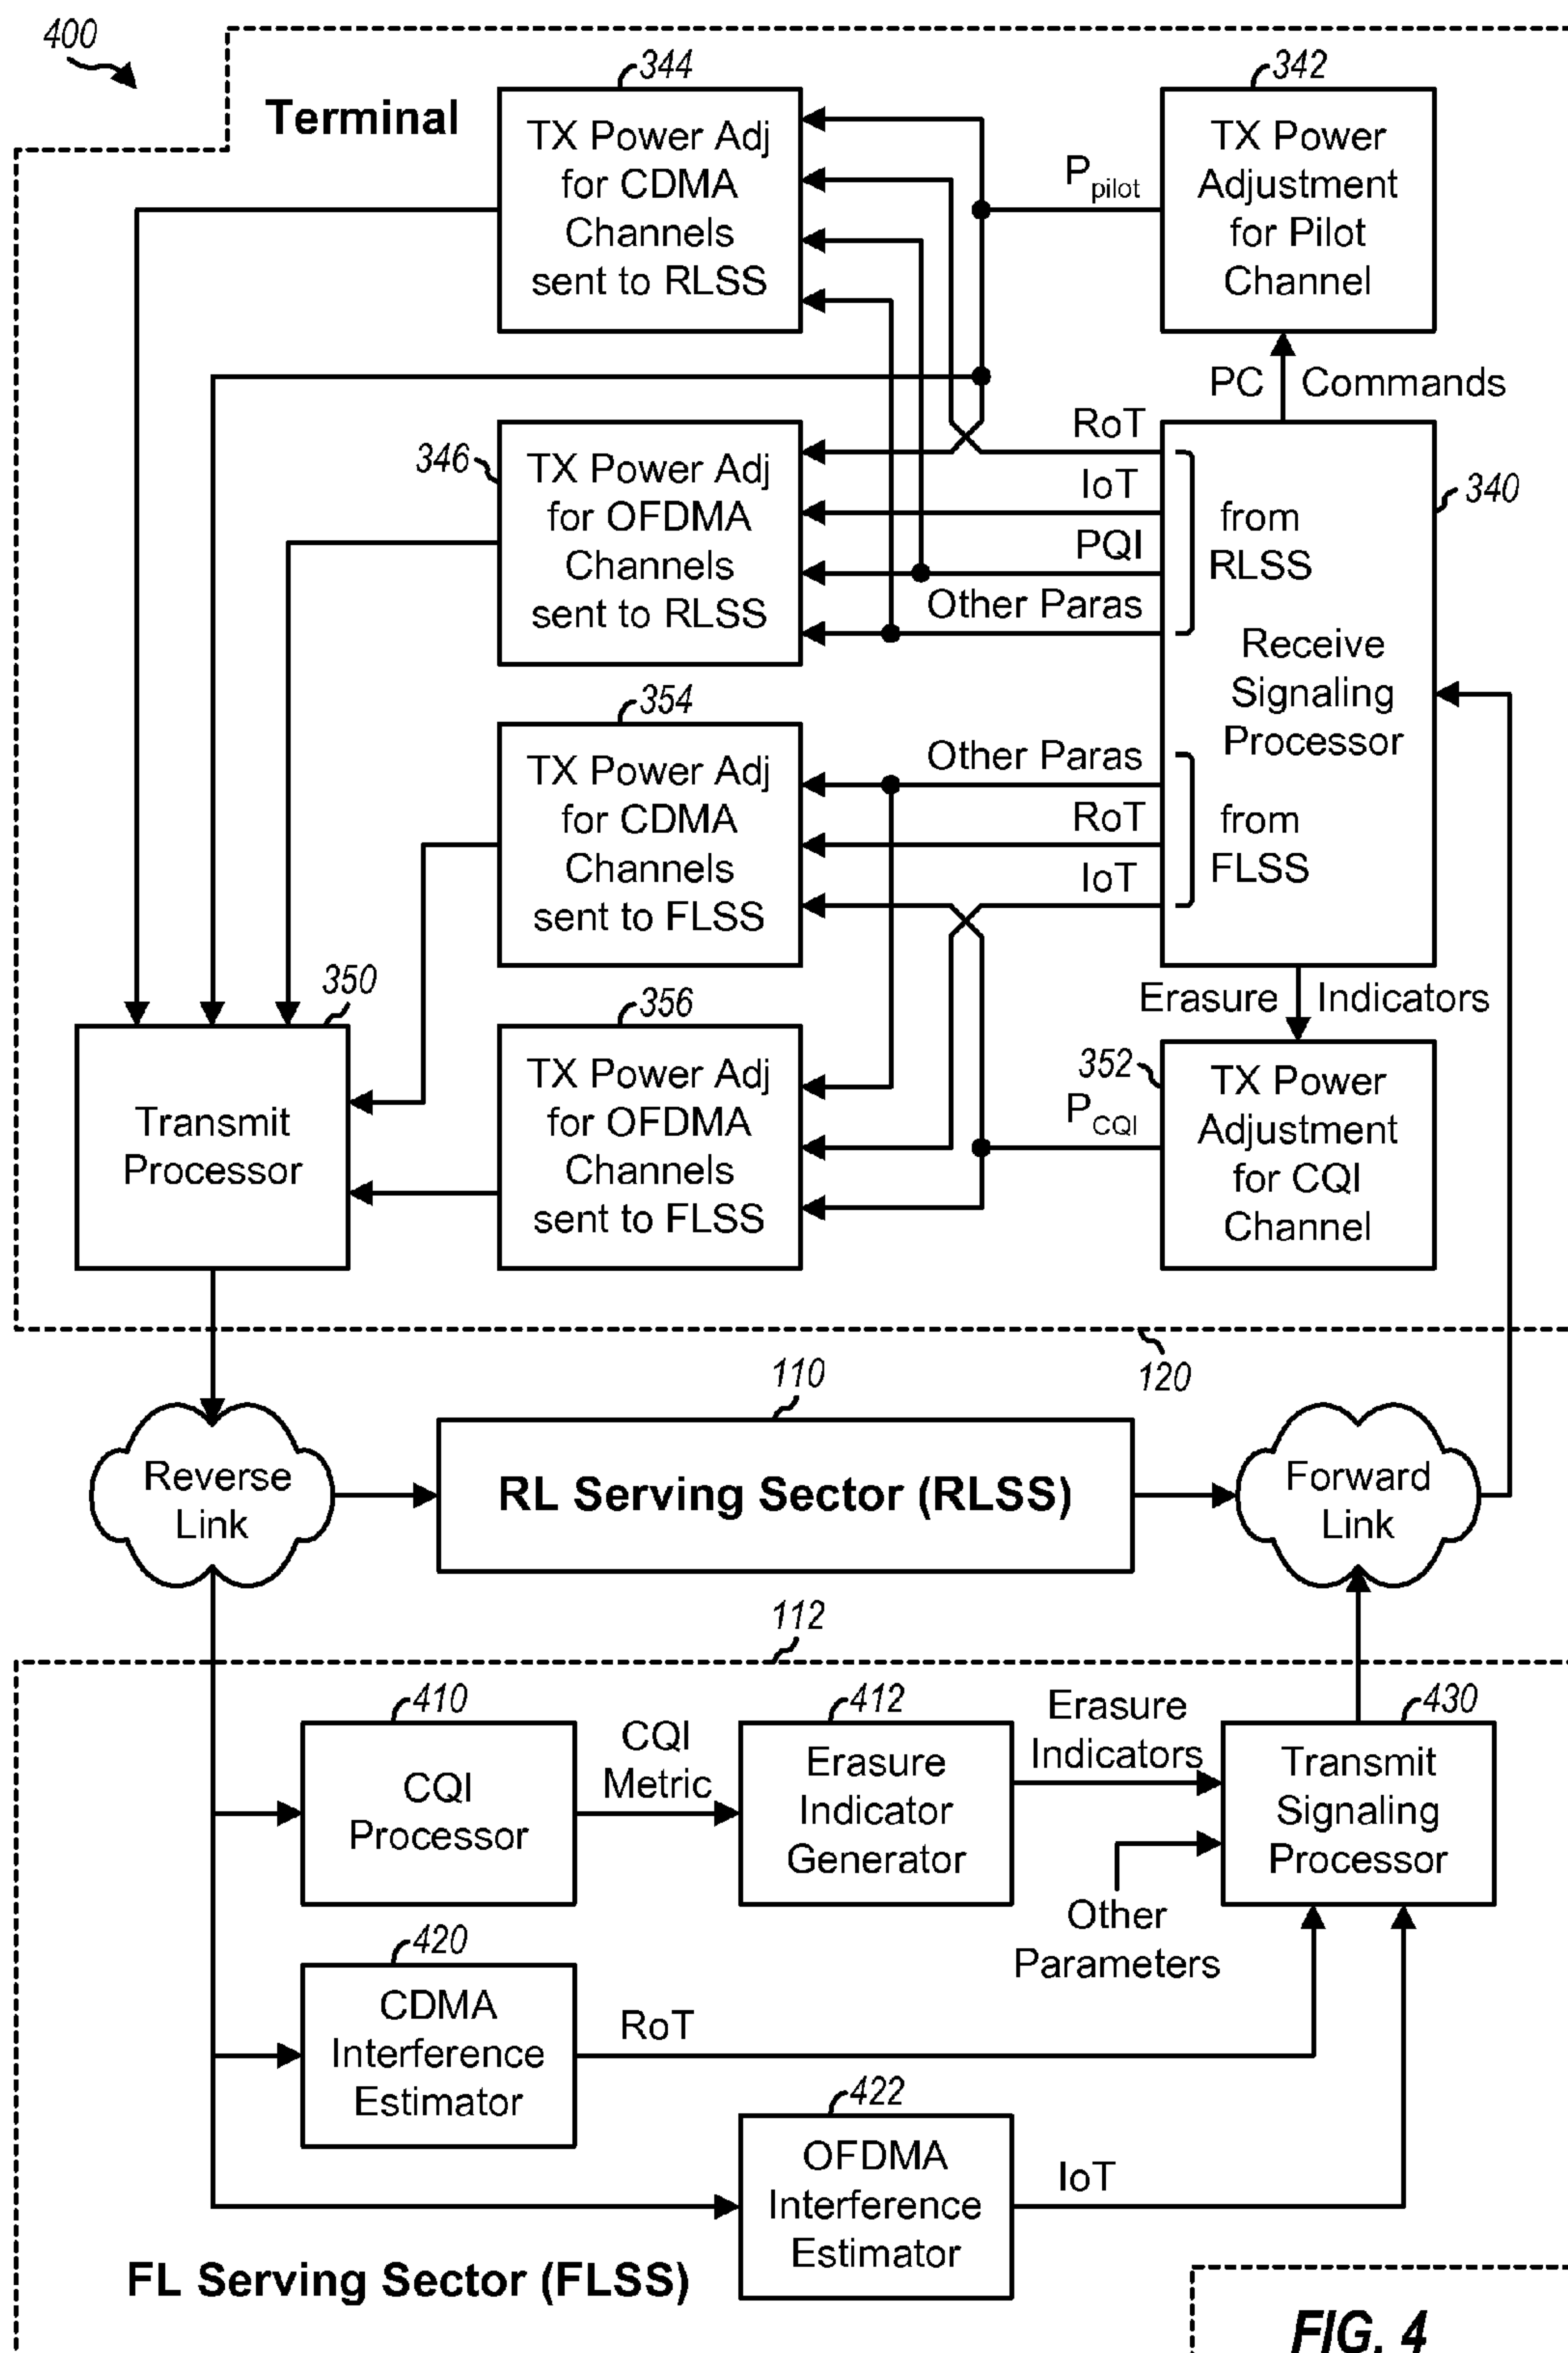 400
Terminal
344
TX Power Adj
for CDMA
Channels
sent to RLSS
342
TX Power
Adjustment
for Pilot
Channel
Ppilot
PC Commands
346
TX Power Adj
for OFDMA
Channels
sent to RLSS
RoT
IoT
PQI
Other Paras
from
RLSS
340
Receive
Signaling
Processor
354
TX Power Adj
for CDMA
Channels
sent to FLSS
Other Paras
RoT
IoT
from
FLSS
350
Transmit
Processor
356
TX Power Adj
for OFDMA
Channels
sent to FLSS
Erasure Indicators
352
PCQI
TX Power
Adjustment
for CQI
Channel
120
Reverse
Link
110
RL Serving Sector (RLSS)
Forward
Link
112
410
CQI
Processor
CQI
Metric
412
Erasure
Indicator
Generator
Erasure
Indicators
430
Transmit
Signaling
Processor
Other
Parameters
420
CDMA
Interference
Estimator
RoT
422
OFDMA
Interference
Estimator
IoT
FL Serving Sector (FLSS)
FIG. 4